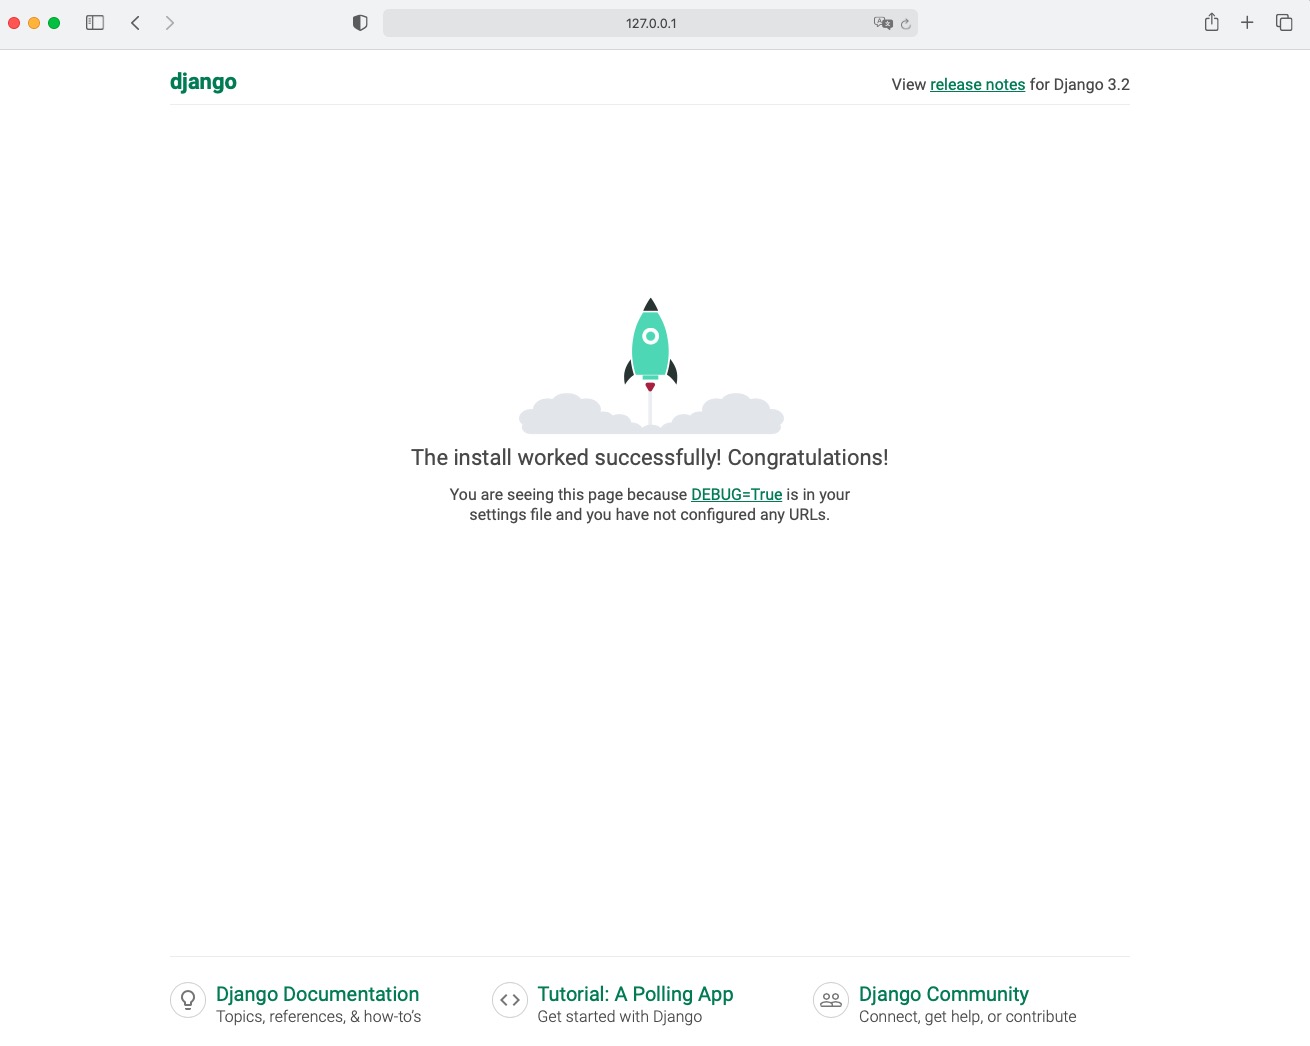 127.0.0.1
django
View release notes for Django 3.2
The install worked successfully! Congratulations!
You are seeing this page because DEBUG=True is in your
settings file and you have not configured any URLs.
Django Documentation
Topics, references, & how-to’s
Tutorial: A Polling App
Get started with Django
Django Community
Connect, get help, or contribute